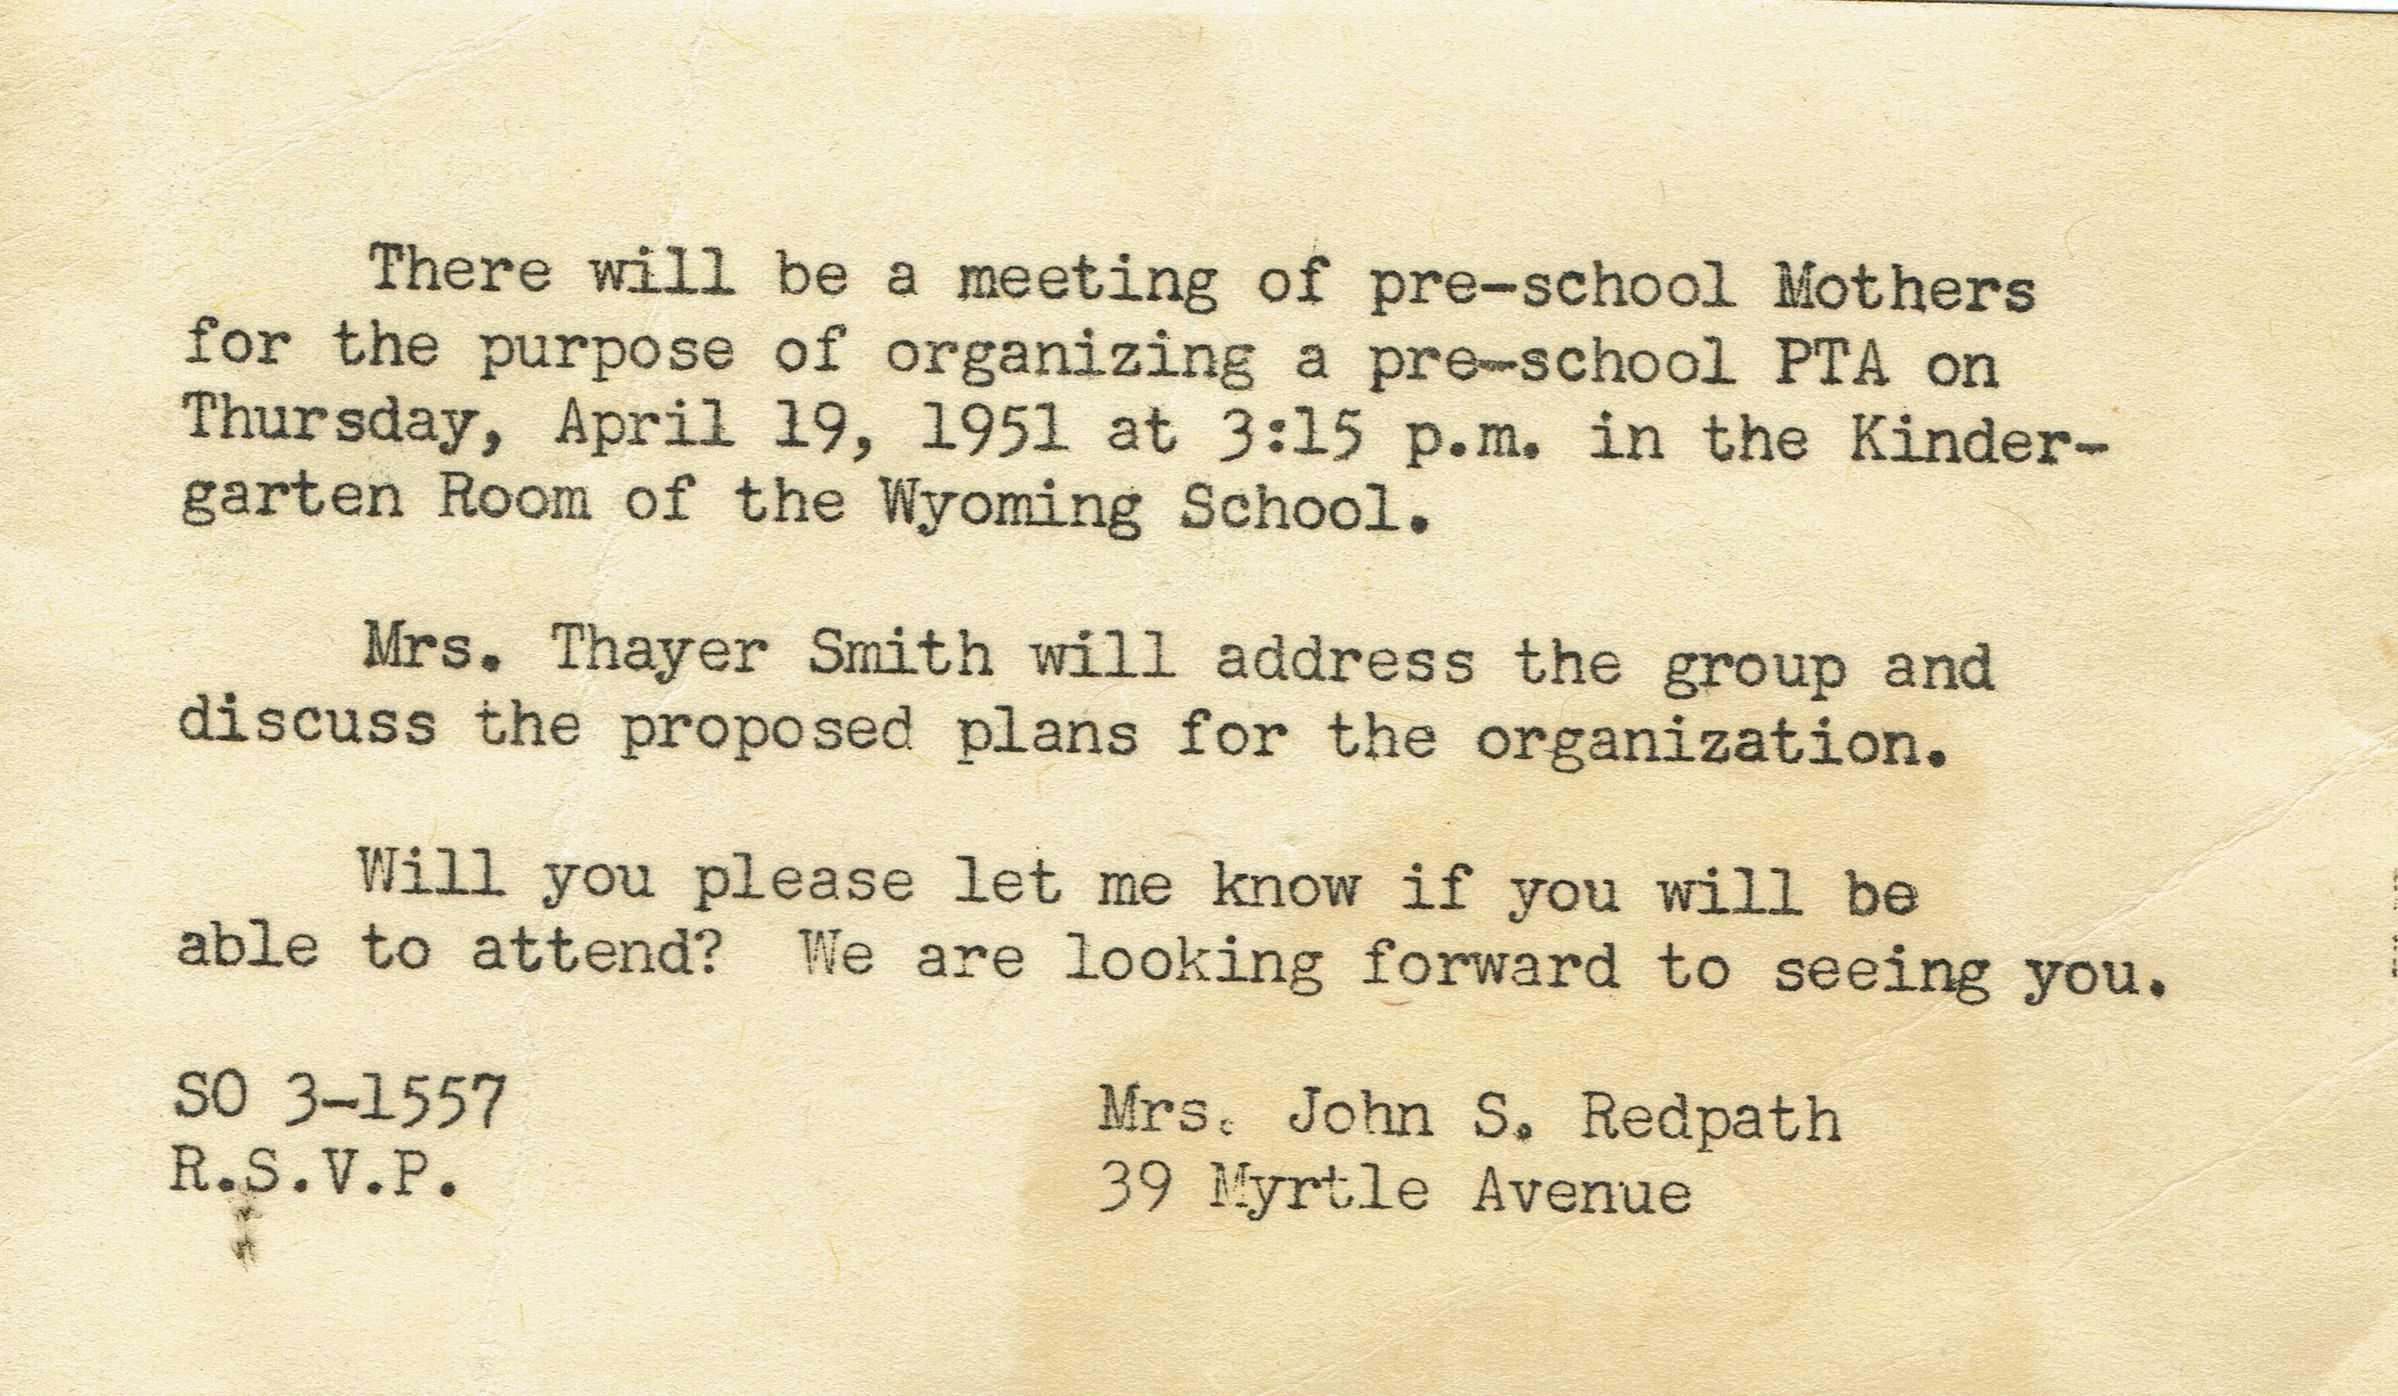 There will be a meeting of pre-school Mothers
for the purpose of organizing a pre-school PTA on
Thursday, April 19, 1951 at 3:15 p.m. in the Kinder-
garten Room of the Wyoming School.
Mrs. Thayer Smith will address the group and
discuss the proposed plans for the organization.
Will you please let me know if you will be
able to attend?  We are looking forward to seeing you.
SO 3-1557
R.S.V.P.
Mrs. John S. Redpath
39 Myrtle Avenue